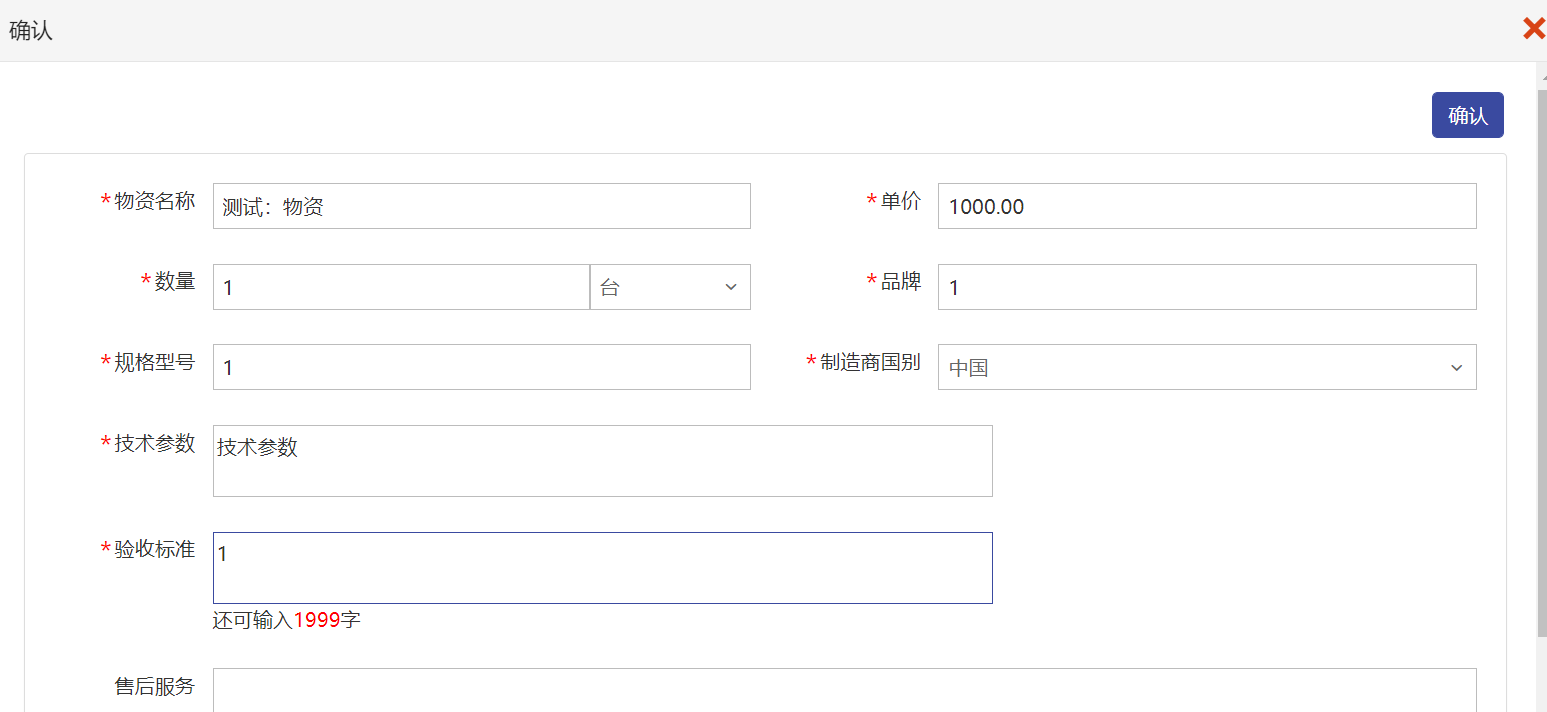 确认
确认
*物资名称 测试：物资 *单价 1000.00
*数量 1 台 *品牌 1
*规格型号 1 *制造商国别 中国
*技术参数 技术参数
*验收标准 1
还可输入1999字
售后服务